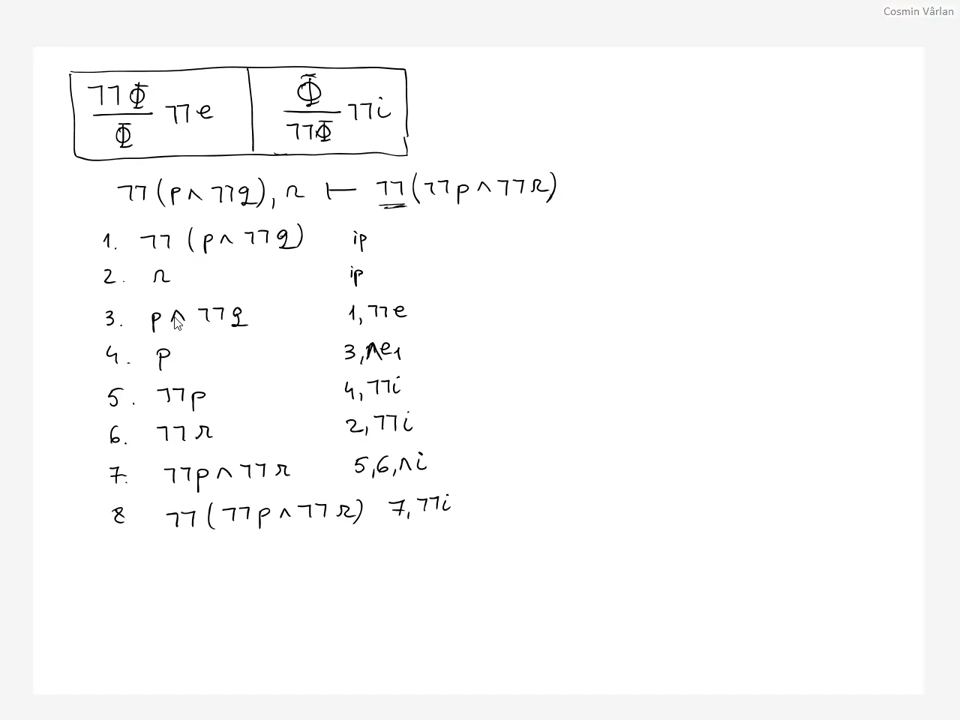 Cosmin Vârlan
¬¬Φ / Φ ¬¬e Φ / ¬¬Φ ¬¬i
¬¬(p∧¬¬q), r ⊢ ¬¬(¬¬p∧¬¬r)
1. ¬¬(p∧¬¬q) ip
2. r ip
3. p∧¬¬q 1,¬¬e
4. p 3,∧e₁
5. ¬¬p 4,¬¬i
6. ¬¬r 2,¬¬i
7. ¬¬p∧¬¬r 5,6,∧i
8 ¬¬(¬¬p∧¬¬r) 7,¬¬i